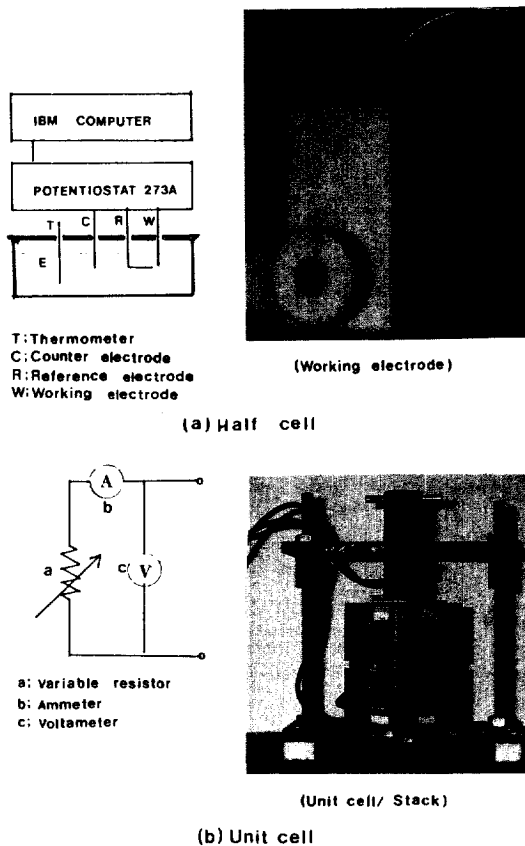 IBM COMPUTER
POTENTIOSTAT 273A
T
C
R
W
E
T;Thermometer
C;Counter electrode
R;Reference electrode
W;Working electrode
(Working electrode)
(a) Half cell
A
b
a
c
V
a; Variable resistor
b; Ammeter
c; Voltameter
(Unit cell/ Stack)
(b) Unit cell